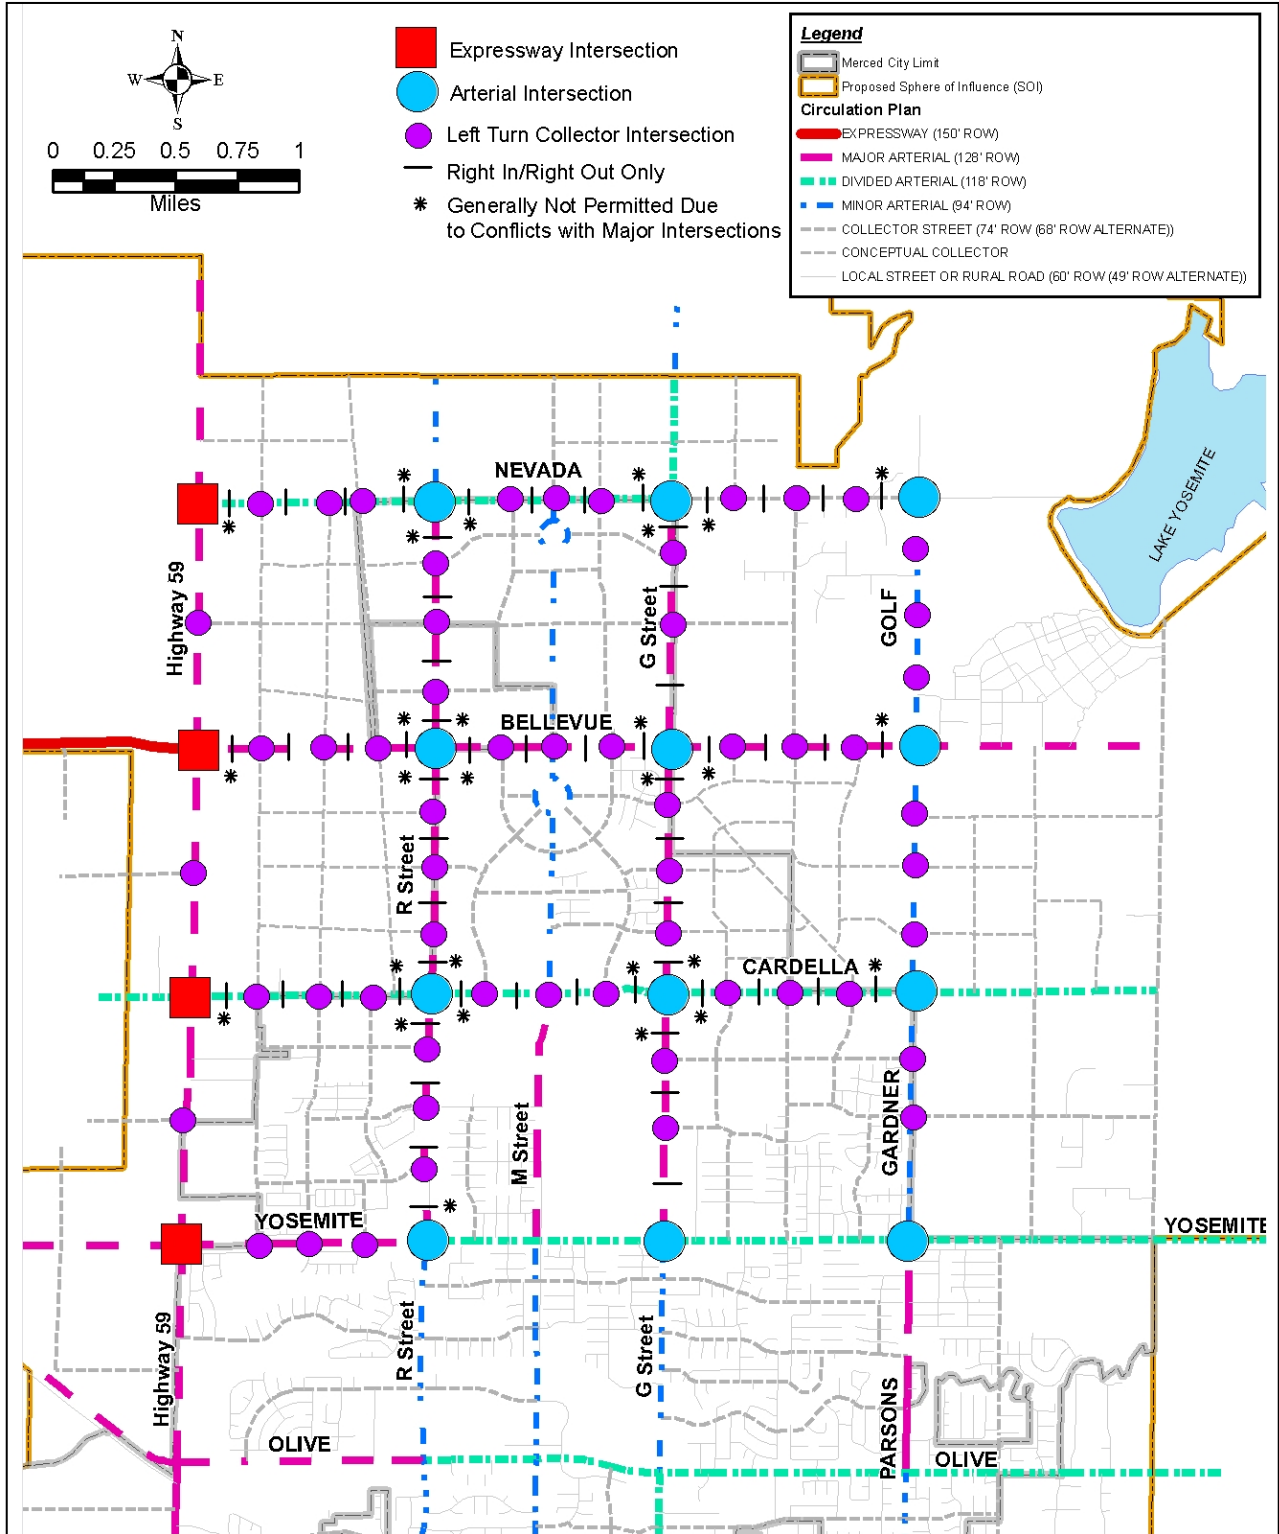 N
W
E
S
0 0.25 0.5 0.75 1
Miles
Expressway Intersection
Arterial Intersection
Left Turn Collector Intersection
Right In/Right Out Only
* Generally Not Permitted Due
to Conflicts with Major Intersections
Legend
Merced City Limit
Proposed Sphere of Influence (SOI)
Circulation Plan
EXPRESSWAY (150' ROW)
MAJOR ARTERIAL (128' ROW)
DIVIDED ARTERIAL (118' ROW)
MINOR ARTERIAL (94' ROW)
COLLECTOR STREET (74' ROW (68' ROW ALTERNATE))
CONCEPTUAL COLLECTOR
LOCAL STREET OR RURAL ROAD (60' ROW (49' ROW ALTERNATE))
NEVADA
LAKE YOSEMITE
Highway 59
G Street
GOLF
BELLEVUE
R Street
CARDELLA
M Street
GARDNER
YOSEMITE
YOSEMITE
Highway 59
R Street
G Street
PARSONS
OLIVE
OLIVE